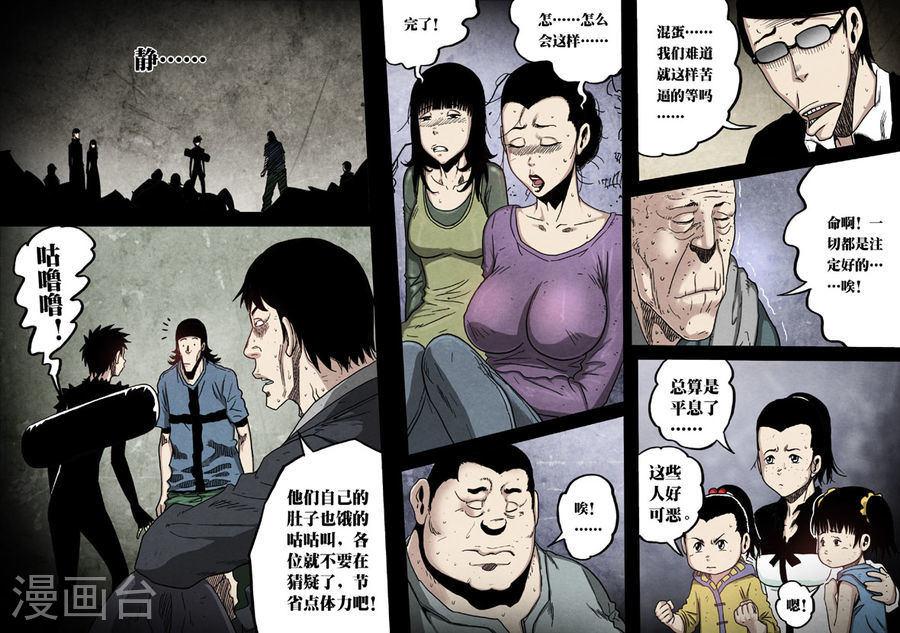 混蛋……
我们难道
就这样苦
逼的等吗
……
命啊！一
切都是注
定好的…
…唉！
总算是
平息了
……
这些
人好
可恶。
嗯！
完了！
怎……怎么
会这样……
唉！
……
静……
咕噜噜！
他们自己的
肚子也饿的
咕咕叫，各
位就不要在
猜疑了，节
省点体力吧！
漫画台